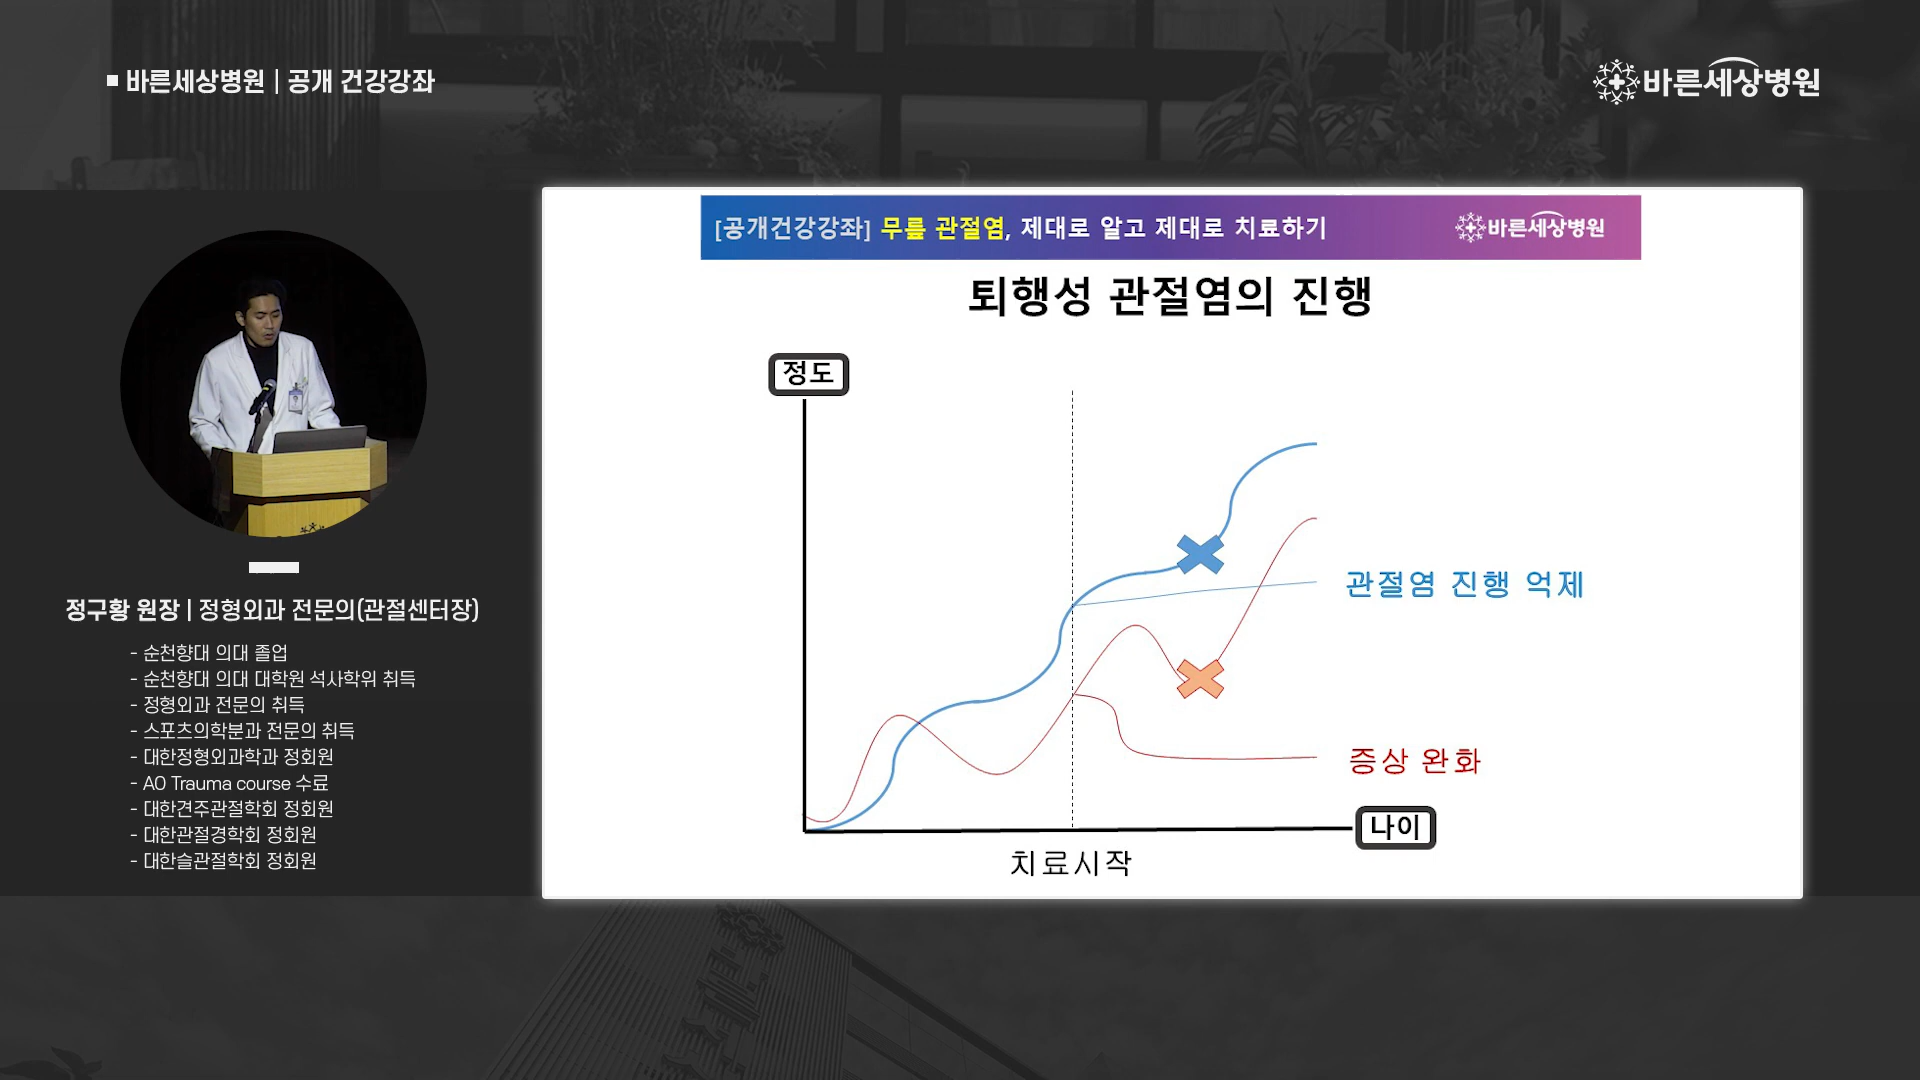 바른세상병원 | 공개 건강강좌
바른세상병원
[공개건강강좌] 무릎 관절염, 제대로 알고 제대로 치료하기
바른세상병원
퇴행성 관절염의 진행
정도
관절염 진행 억제
증상 완화
나이
치료시작
정구황 원장 | 정형외과 전문의(관절센터장)
- 순천향대 의대 졸업
- 순천향대 의대 대학원 석사학위 취득
- 정형외과 전문의 취득
- 스포츠의학분과 전문의 취득
- 대한정형외과학과 정회원
- AO Trauma course 수료
- 대한견주관절학회 정회원
- 대한관절경학회 정회원
- 대한슬관절학회 정회원